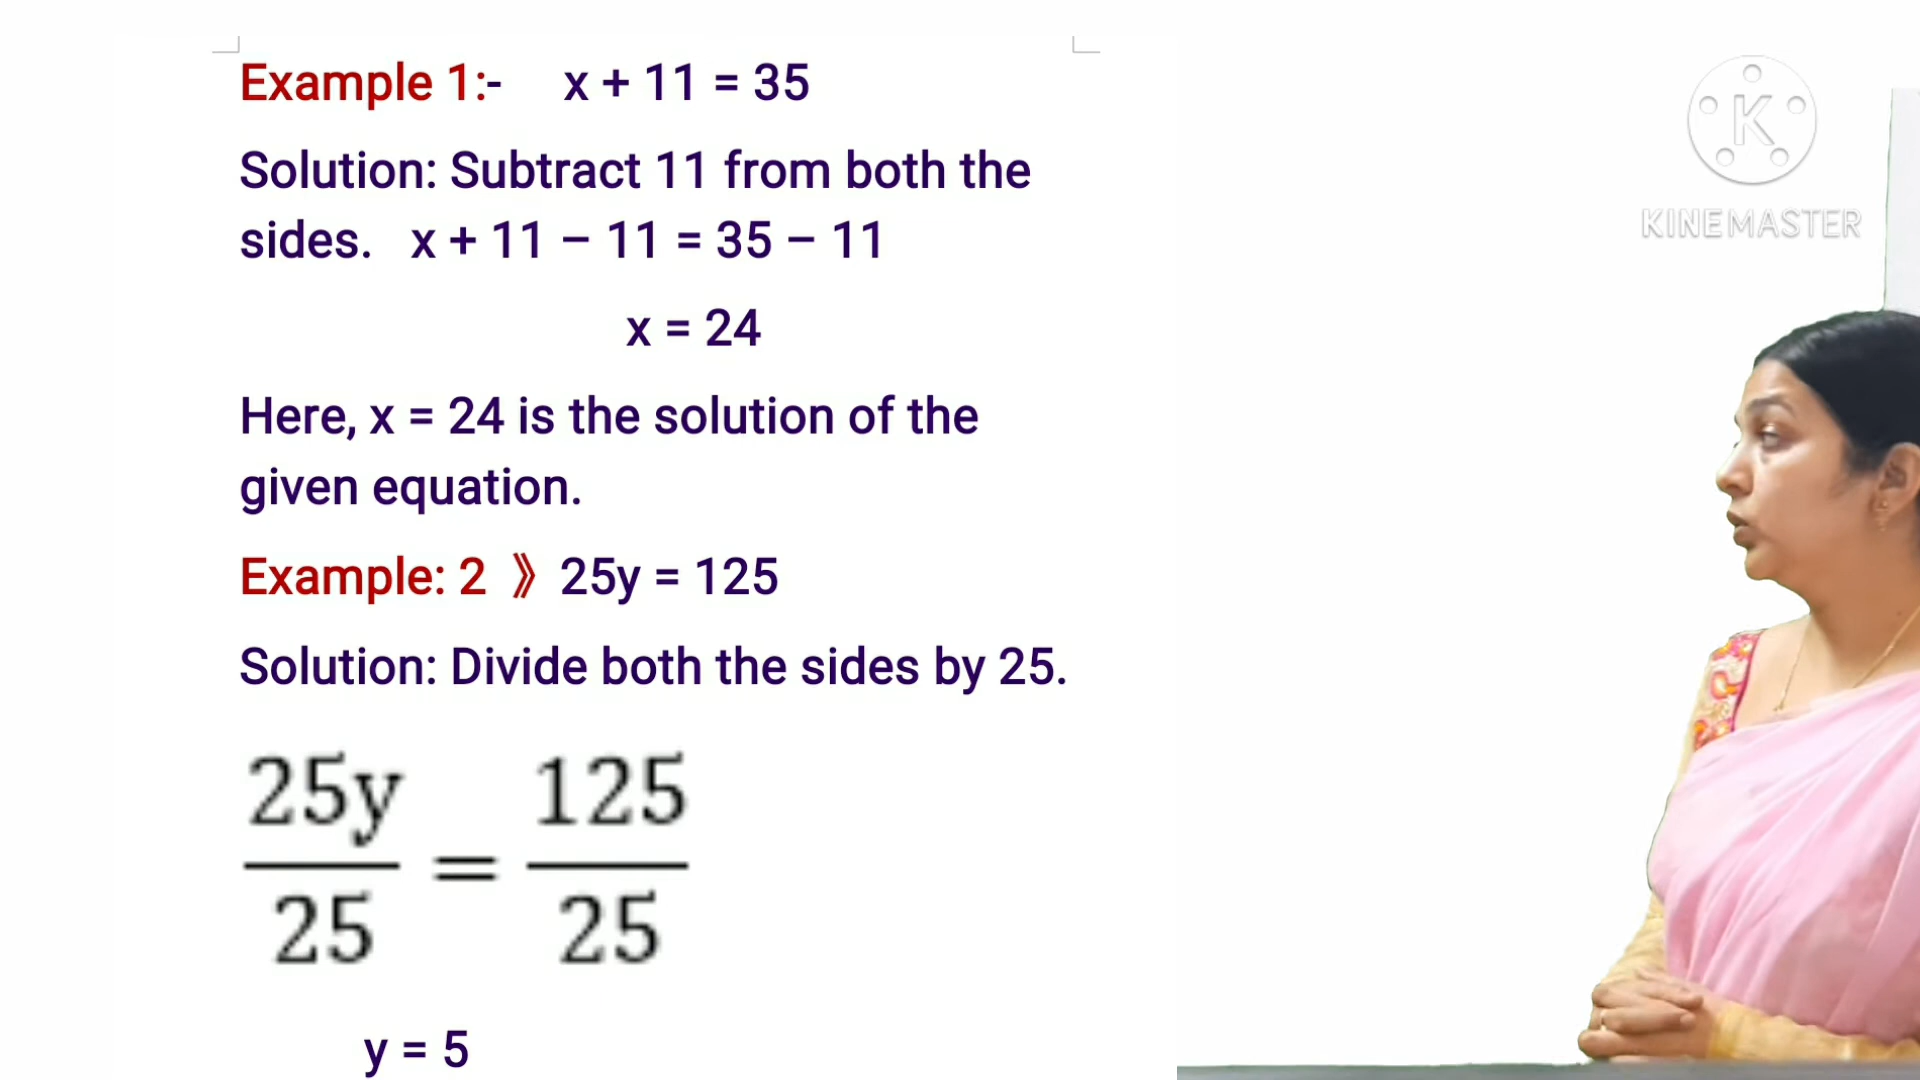 Example 1:- x + 11 = 35
Solution: Subtract 11 from both the
sides. x + 11 – 11 = 35 – 11
x = 24
Here, x = 24 is the solution of the
given equation.
Example: 2 》 25y = 125
Solution: Divide both the sides by 25.
25y/25 = 125/25
y = 5
K
KINEMASTER